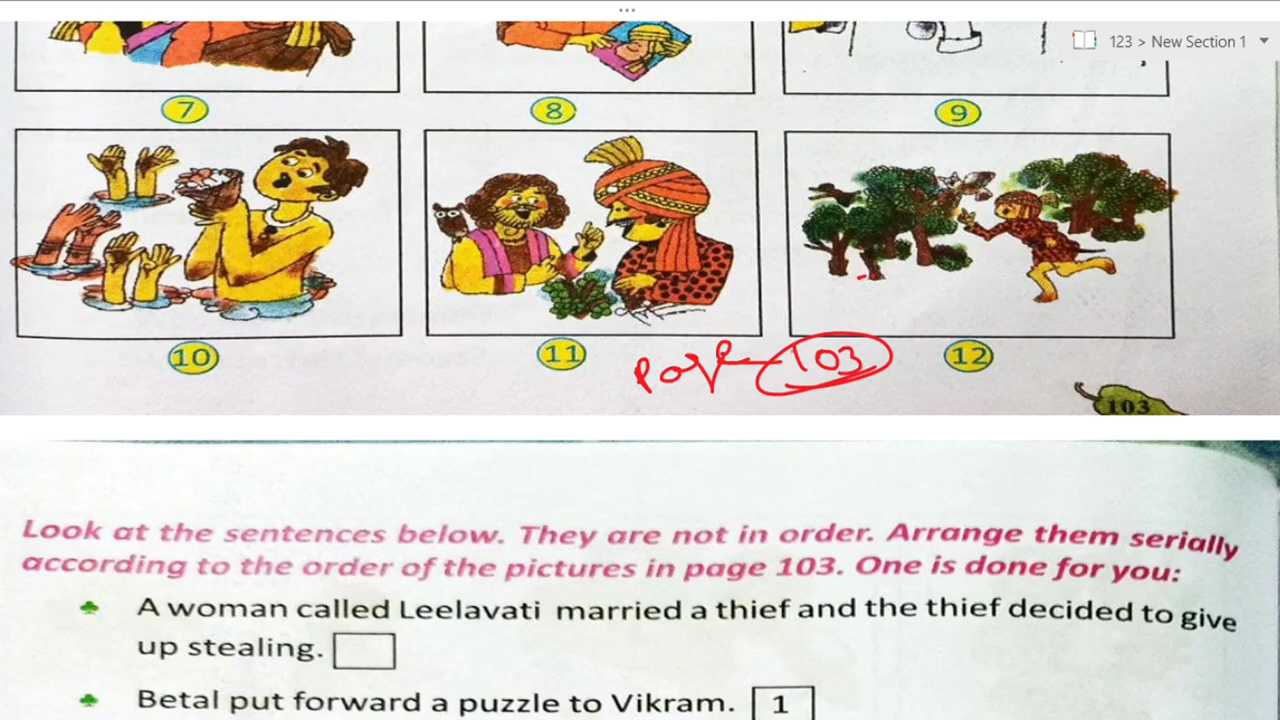 ...
123 > New Section 1
7
8
9
10
11
12
Page 103
103
Look at the sentences below. They are not in order. Arrange them serially
according to the order of the pictures in page 103. One is done for you:
♣ A woman called Leelavati married a thief and the thief decided to give
up stealing.
♣ Betal put forward a puzzle to Vikram. 1